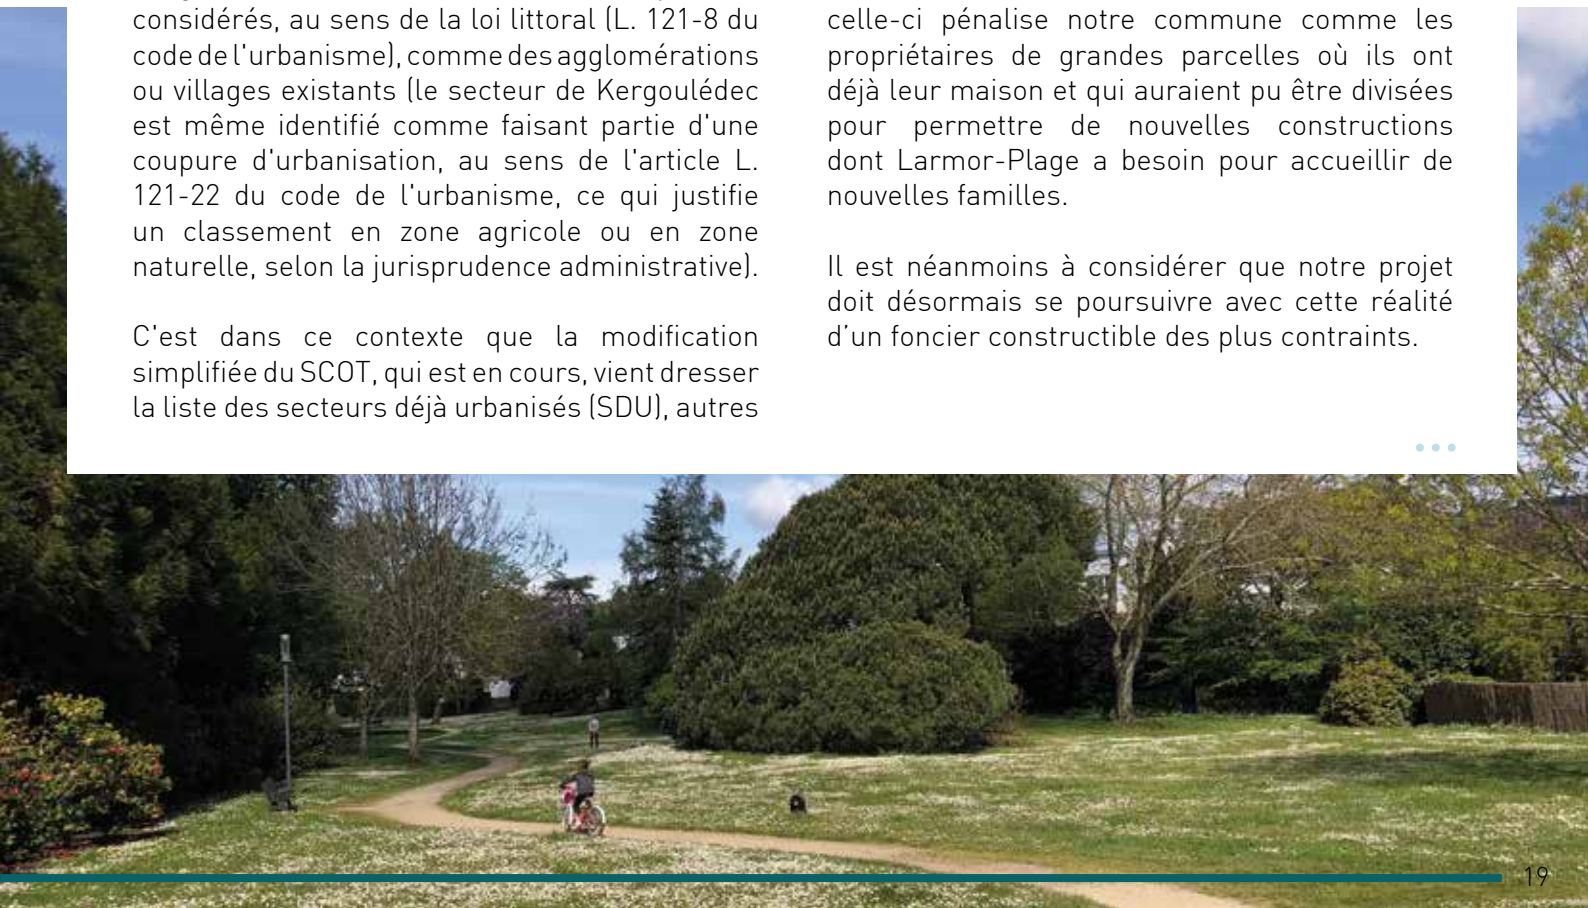 considérés, au sens de la loi littoral (L. 121-8 du
code de l'urbanisme), comme des agglomérations
ou villages existants (le secteur de Kergoulédec
est même identifié comme faisant partie d'une
coupure d'urbanisation, au sens de l'article L.
121-22 du code de l'urbanisme, ce qui justifie
un classement en zone agricole ou en zone
naturelle, selon la jurisprudence administrative).
C'est dans ce contexte que la modification
simplifiée du SCOT, qui est en cours, vient dresser
la liste des secteurs déjà urbanisés (SDU), autres
celle-ci pénalise notre commune comme les
propriétaires de grandes parcelles où ils ont
déjà leur maison et qui auraient pu être divisées
pour permettre de nouvelles constructions
dont Larmor-Plage a besoin pour accueillir de
nouvelles familles.
Il est néanmoins à considérer que notre projet
doit désormais se poursuivre avec cette réalité
d’un foncier constructible des plus contraints.
...
19